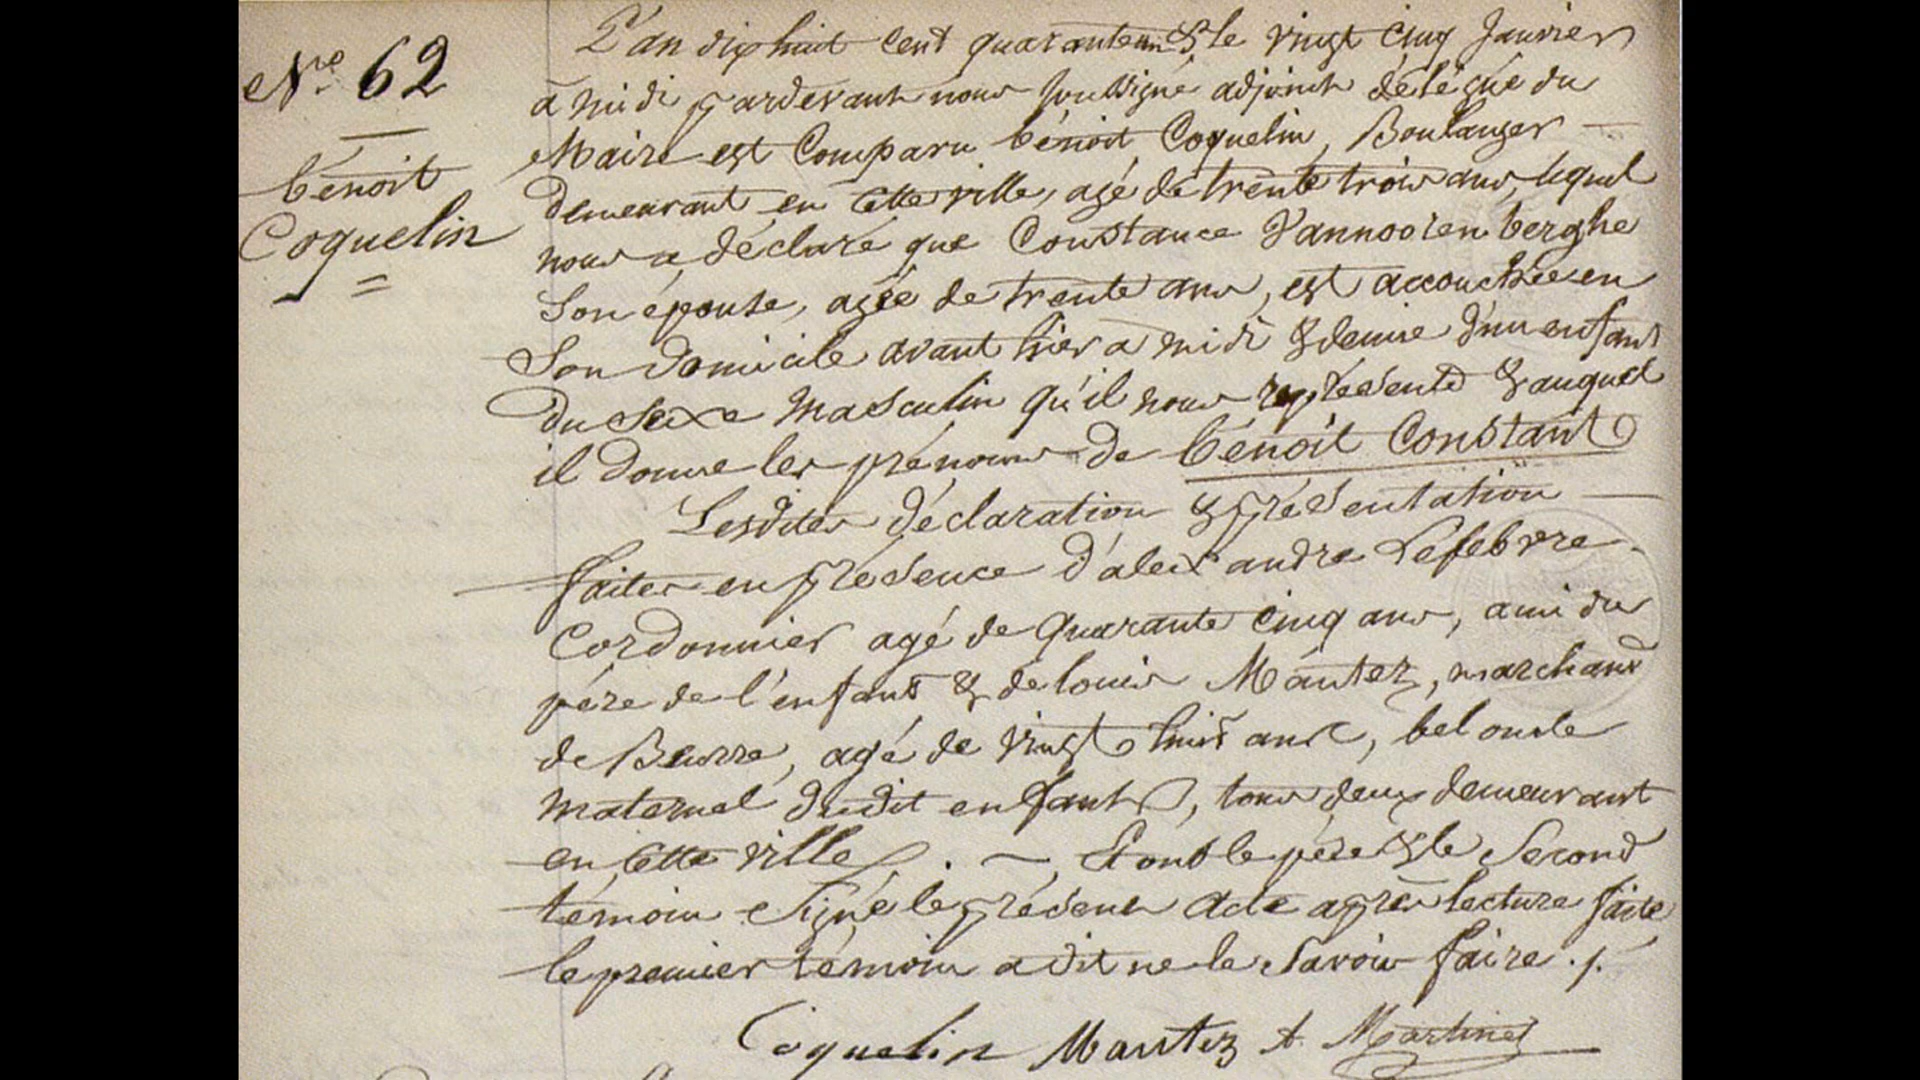 Nº 62
benoit
Coquelin
L'an dix huit cent quarante un & le vingt cinq Janvier
à midi pardevant nous soussigné adjoint délégué du
Maire est Comparu benoit Coquelin, Boulanger
demeurant en Cette ville, agé de trente trois ans, lequel
nous a déclaré que Constance Vannoorenberghe
Son épouse, agée de trente ans, est accouchée en
Son domicile avant hier à midi & demie d'un enfant
du Sexe masculin qu'il nous représente & auquel
il donne les prénoms de benoit Constant
Lesdites déclaration & présentation
faites en présence d'alexandre Lefebvre
Cordonnier agé de quarante cinq ans, ami du
père de l'enfant & de louis Mantez, marchand
de Beurre, agé de vingt huit ans, bel oncle
maternel dudit enfant, tous deux demeurant
en Cette ville. Et ont le père & le Second
témoin Signé le présent Acte après lecture faite
le premier témoin a dit ne le Savoir faire ./.
Coquelin Mantez A. Martinet